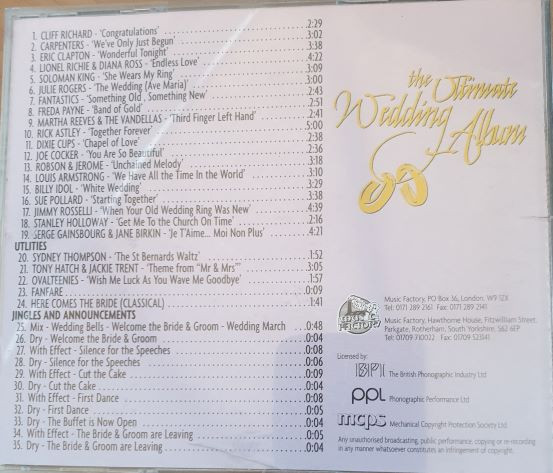 1. CLIFF RICHARD - 'Congratulations' 2:29
2. CARPENTERS - 'We've Only Just Begun' 3:02
3. ERIC CLAPTON - 'Wonderful Tonight' 3:38
4. LIONEL RICHIE & DIANA ROSS - 'Endless Love' 4:22
5. SOLOMAN KING - 'She Wears My Ring' 3:09
6. JULIE ROGERS - 'The Wedding (Ave Maria)' 3:00
7. FANTASTICS - 'Something Old, Something New' 2:43
8. FREDA PAYNE - 'Band of Gold' 2:51
9. MARTHA REEVES & THE VANDELLAS - 'Third Finger Left Hand' 2:41
10. RICK ASTLEY - 'Together Forever' 5:00
11. DIXIE CUPS - 'Chapel of Love' 2:38
12. JOE COCKER - 'You Are So Beautiful' 2:36
13. ROBSON & JEROME - 'Unchained Melody' 3:18
14. LOUIS ARMSTRONG - 'We Have All the Time In the World' 3:10
15. BILLY IDOL - 'White Wedding' 3:29
16. SUE POLLARD - 'Starting Together' 3:38
17. JIMMY ROSSELLI - 'When Your Old Wedding Ring Was New' 4:39
18. STANLEY HOLLOWAY - 'Get Me To the Church On Time' 2:16
19. SERGE GAINSBOURG & JANE BIRKIN - 'Je T'Aime... Moi Non Plus' 4:21
UTLITIES
20. SYDNEY THOMPSON - 'The St Bernards Waltz' 1:52
21. TONY HATCH & JACKIE TRENT - 'Theme from "Mr & Mrs"' 3:05
22. OVALTEENIES - 'Wish Me Luck As You Wave Me Goodbye' 1:57
23. FANFARE 0:09
24. HERE COMES THE BRIDE (CLASSICAL) 1:41
JINGLES AND ANNOUNCEMENTS
25. Mix - Wedding Bells - Welcome the Bride & Groom - Wedding March 0:48
26. Dry - Welcome the Bride & Groom 0:04
27. With Effect - Silence for the Speeches 0:08
28. Dry - Silence for the Speeches 0:06
29. With Effect - Cut the Cake 0:09
30. Dry - Cut the Cake 0:04
31. With Effect - First Dance 0:08
32. Dry - First Dance 0:05
33. Dry - The Buffet is Now Open 0:04
34. With Effect - The Bride & Groom are Leaving 0:05
35. Dry - The Bride & Groom are Leaving 0:04
the Ultimate
Wedding
Album
MUSIC FACTORY
Music Factory, PO Box 36, London. W9 1ZB
Tel: 0171 289 2161 Fax: 0171 289 2141
Music Factory, Hawthorne House, Fitzwilliam Street,
Parkgate, Rotherham, South Yorkshire, S62 6EP
Tel: 01709 710022 Fax: 01709 523141
Licensed by:
BPI The British Phonographic Industry Ltd
ppl Phonographic Performance Ltd
mcps Mechanical Copyright Protection Society Ltd
Any unauthorised broadcasting, public performance, copying or re-recording
in any manner whatsoever constitutes an infringement of copyright.